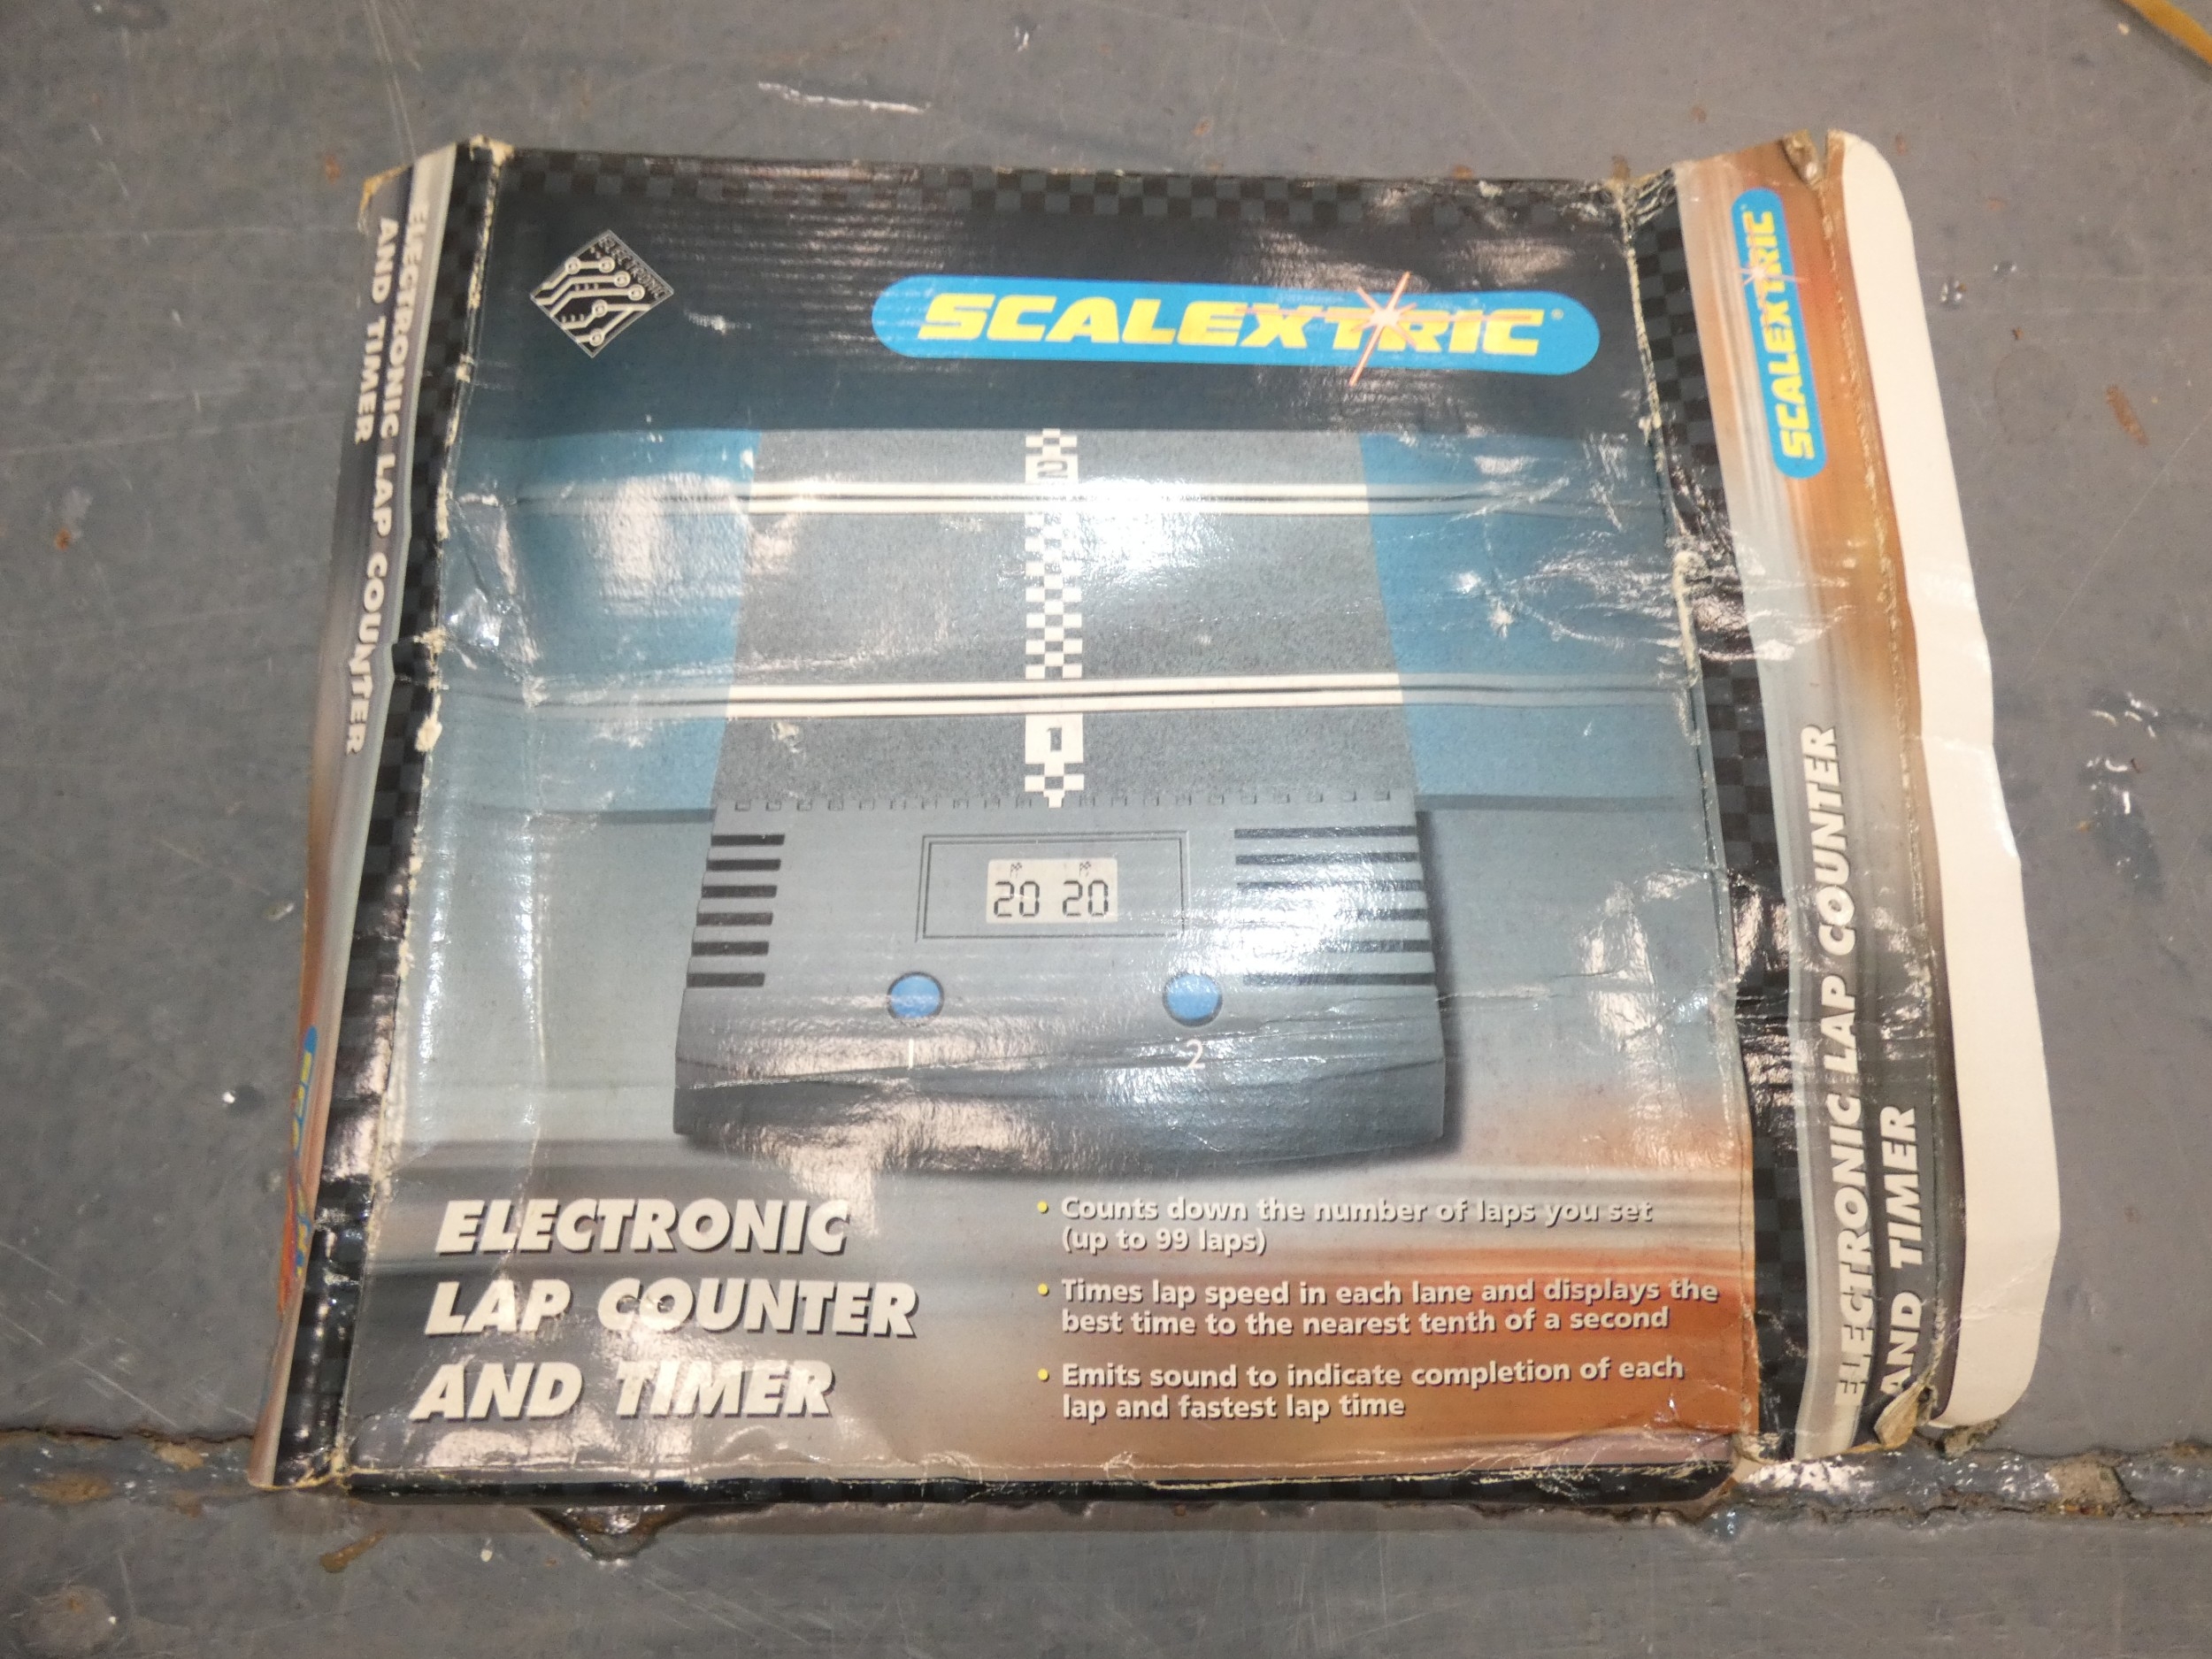 SCALEXTRIC
2
1
20 20
1 2
ELECTRONIC
LAP COUNTER
AND TIMER
• Counts down the number of laps you set
(up to 99 laps)
• Times lap speed in each lane and displays the
best time to the nearest tenth of a second
• Emits sound to indicate completion of each
lap and fastest lap time
ELECTRONIC LAP COUNTER
AND TIMER
SCALEXTRIC
ELECTRONIC LAP COUNTER
AND TIMER